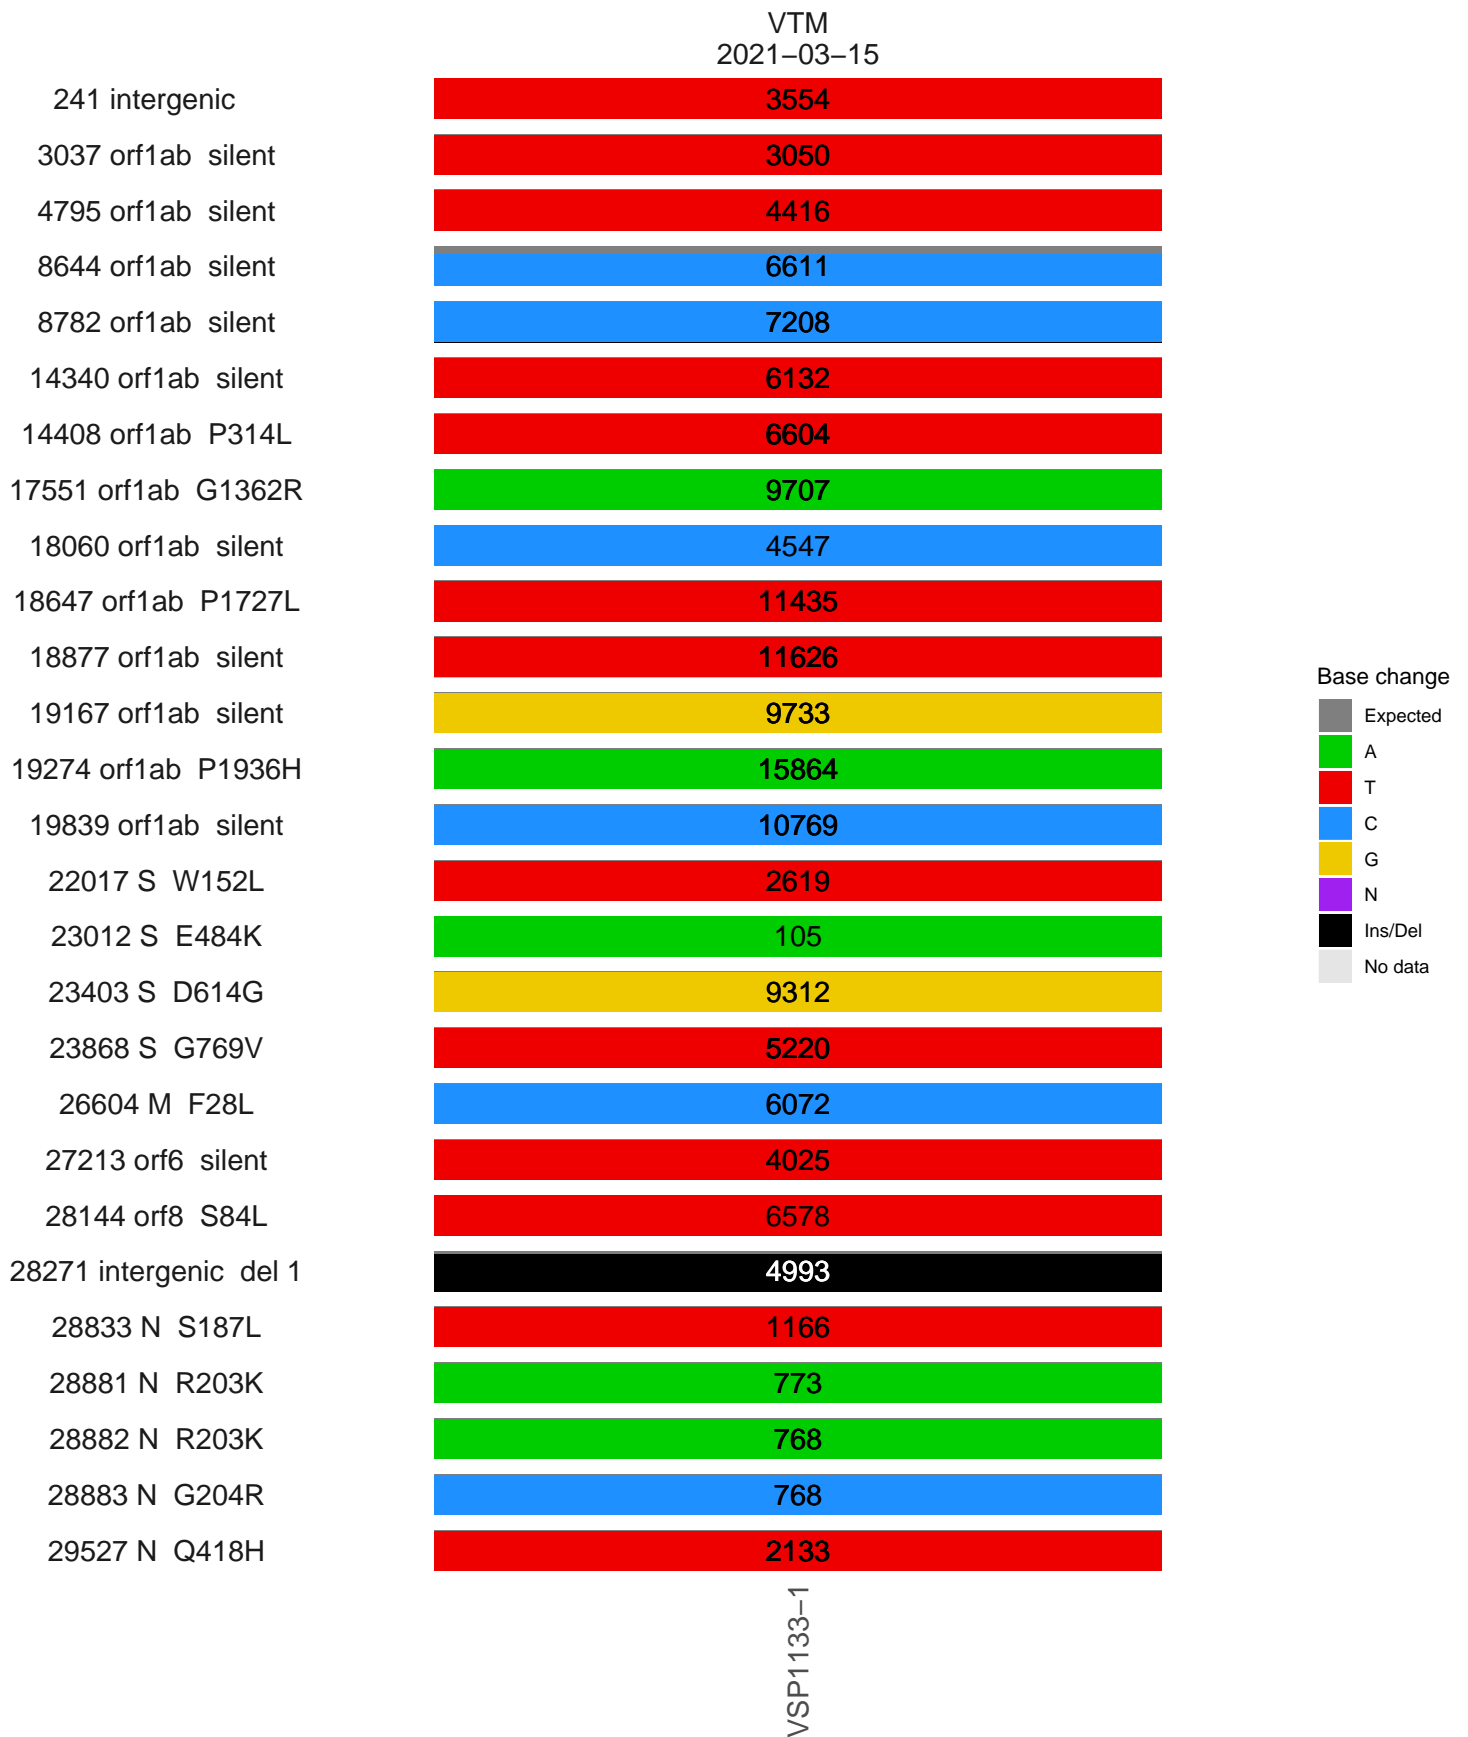 VTM
2021−03−15
241 intergenic 3554
3037 orf1ab silent 3050
4795 orf1ab silent 4416
8644 orf1ab silent 6611
8782 orf1ab silent 7208
14340 orf1ab silent 6132
14408 orf1ab P314L 6604
17551 orf1ab G1362R 9707
18060 orf1ab silent 4547
18647 orf1ab P1727L 11435
18877 orf1ab silent 11626
19167 orf1ab silent 9733
19274 orf1ab P1936H 15864
19839 orf1ab silent 10769
22017 S W152L 2619
23012 S E484K 105
23403 S D614G 9312
23868 S G769V 5220
26604 M F28L 6072
27213 orf6 silent 4025
28144 orf8 S84L 6578
28271 intergenic del 1 4993
28833 N S187L 1166
28881 N R203K 773
28882 N R203K 768
28883 N G204R 768
29527 N Q418H 2133
VSP1133−1
Base change
Expected
A
T
C
G
N
Ins/Del
No data